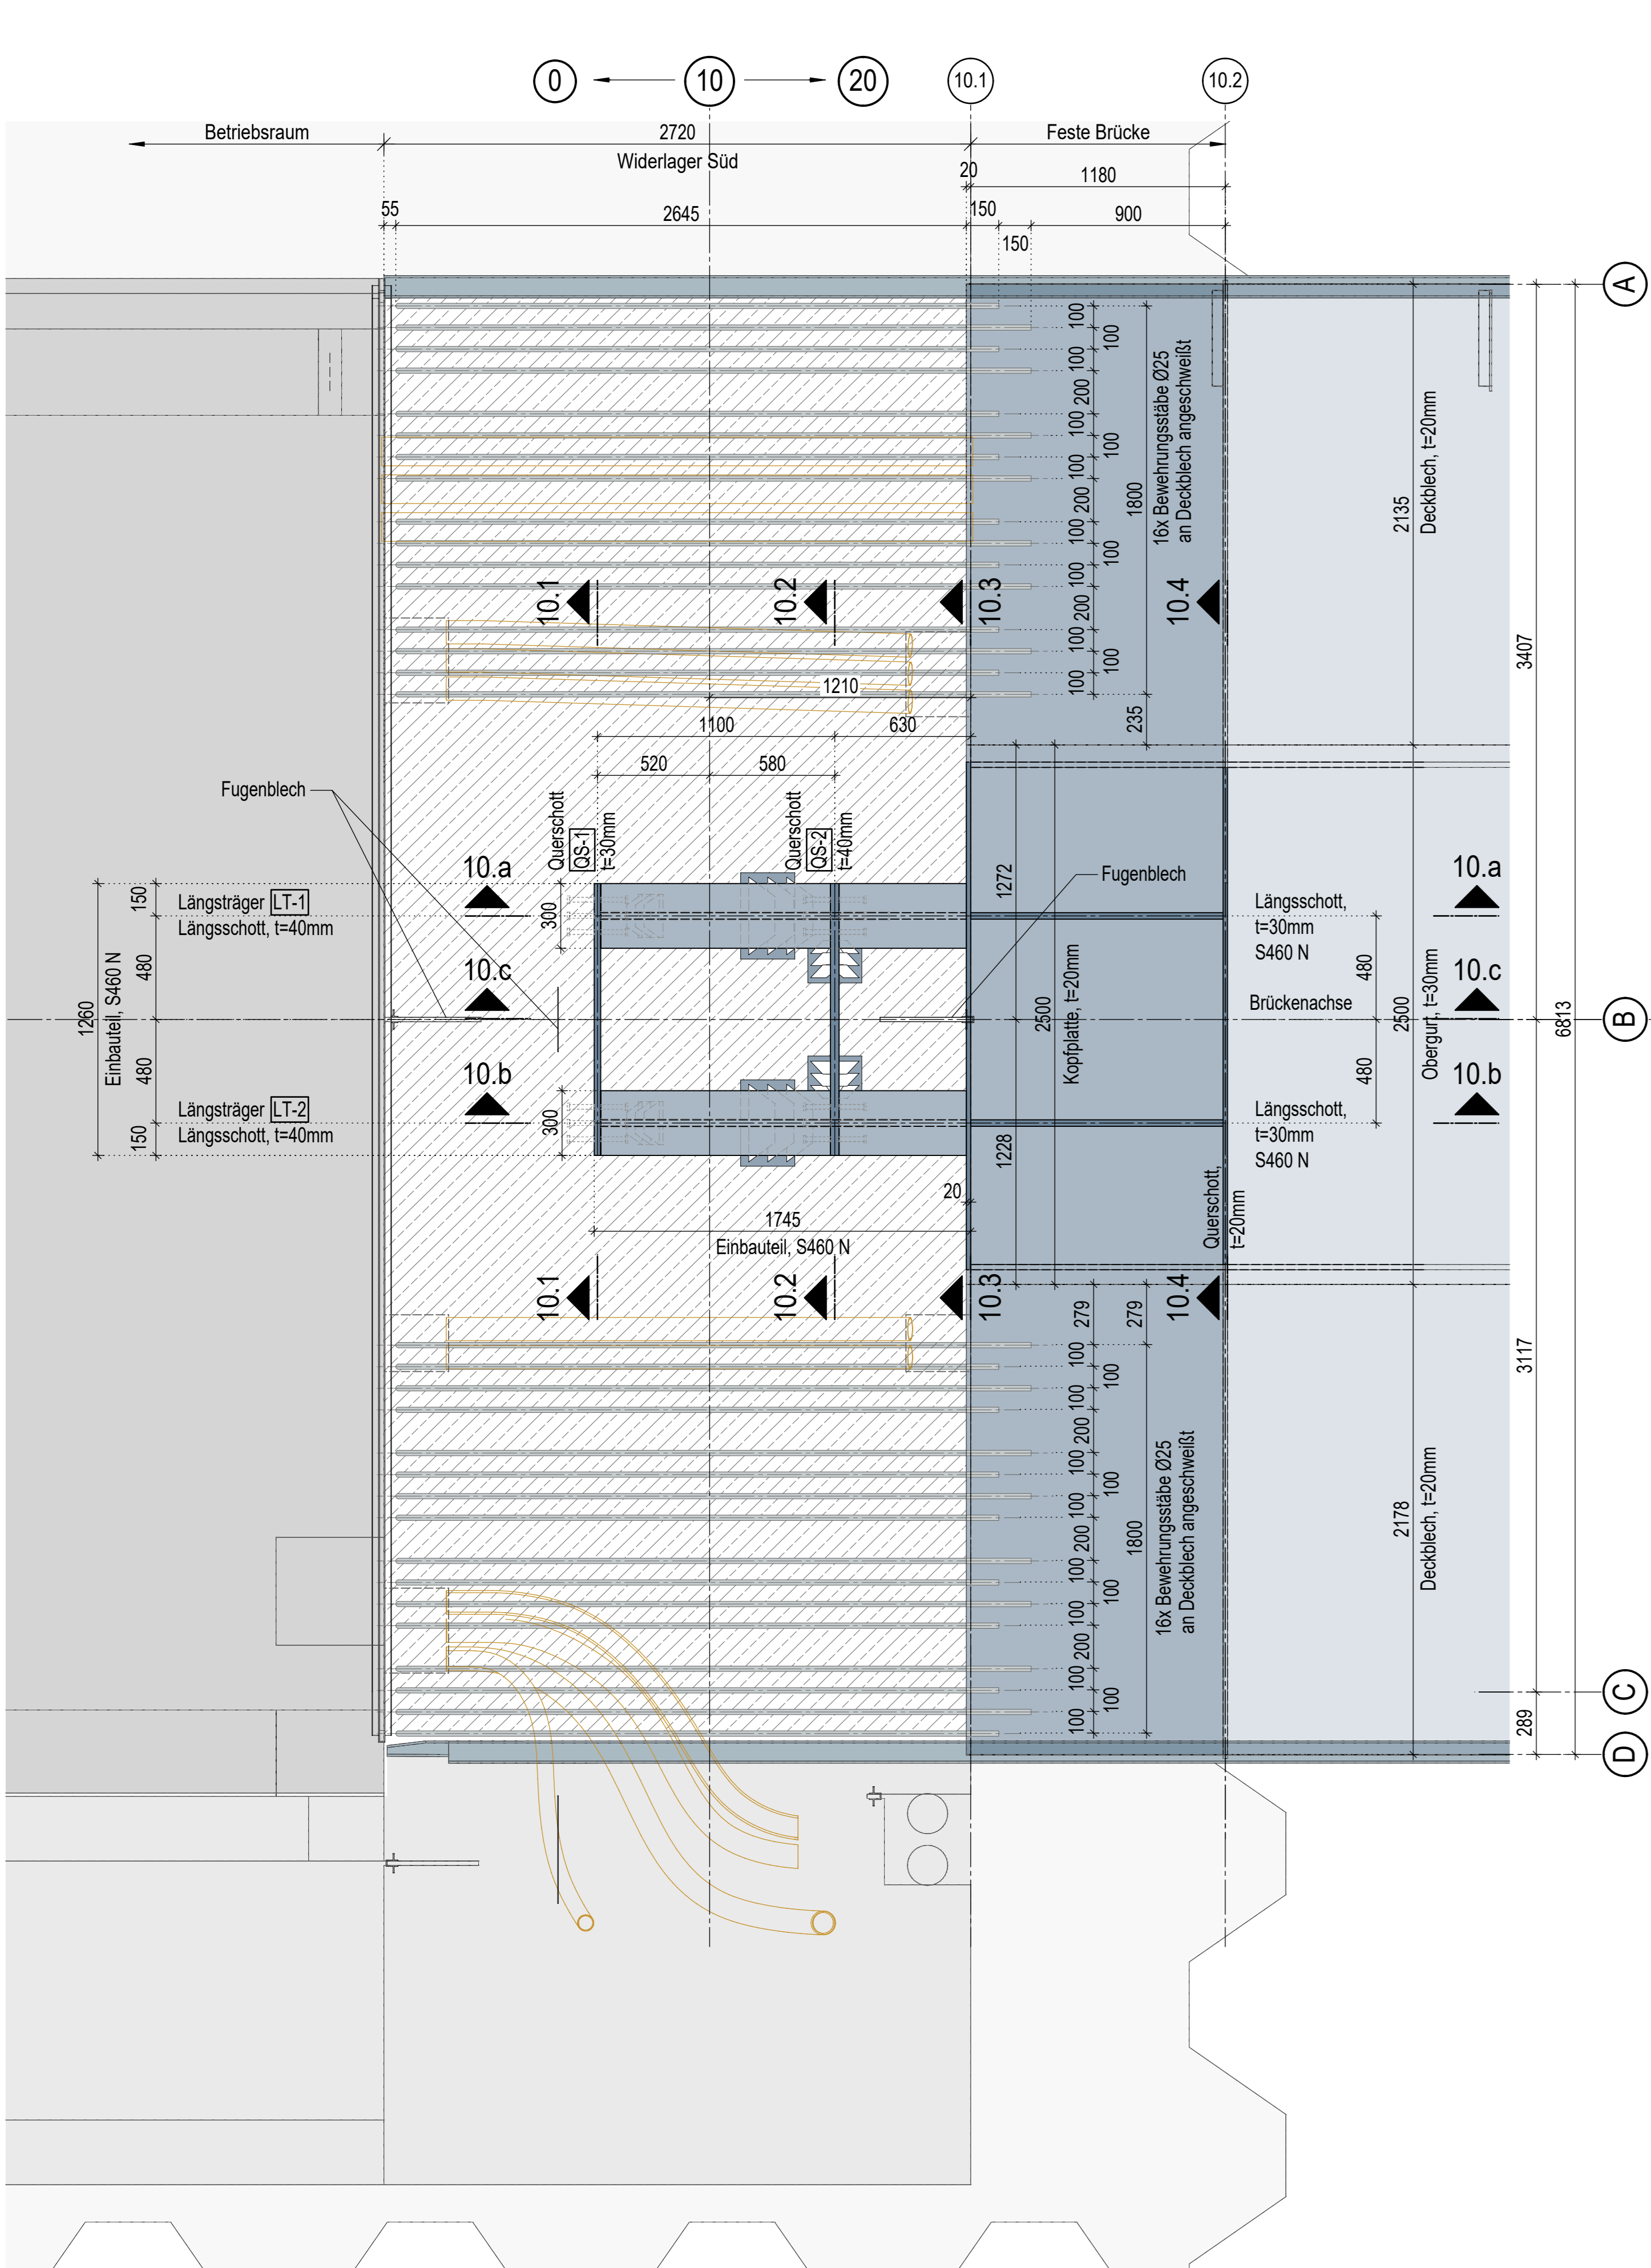 0
10
20
10.1
10.2
Betriebsraum
2720
Feste Brücke
Widerlager Süd
20
1180
55
2645
150
900
150
A
100
100
100
100
200
100
100
100
200
100
100
100
200
100
100
100
1800
235
16x Bewehrungsstäbe Ø25
an Deckblech angeschweißt
2135
Deckblech, t=20mm
3407
10.1
10.2
10.3
10.4
1210
1100
630
520
580
Fugenblech
Querschott
QS-1
t=30mm
Querschott
QS-2
t=40mm
10.a
1272
Fugenblech
10.a
150
Längsträger LT-1
Längsschott, t=40mm
300
Längsschott,
t=30mm
S460 N
480
10.c
480
10.c
1260
Einbauteil, S460 N
2500
Kopfplatte, t=20mm
Brückenachse
2500
Obergurt, t=30mm
6813
B
480
10.b
480
10.b
Längsträger LT-2
Längsschott, t=40mm
150
300
1228
Längsschott,
t=30mm
S460 N
20
1745
Einbauteil, S460 N
Querschott,
t=20mm
10.1
10.2
10.3
10.4
279
279
100
100
100
100
200
100
100
100
200
100
100
100
200
100
100
100
1800
16x Bewehrungsstäbe Ø25
an Deckblech angeschweißt
2178
Deckblech, t=20mm
3117
C
289
D